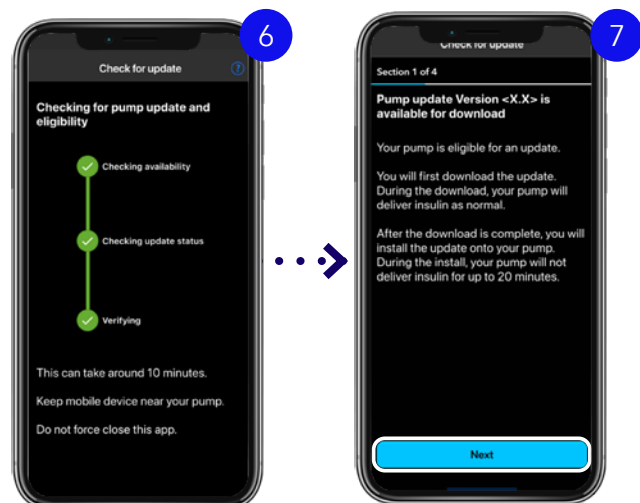 6
Check for update
?
Checking for pump update and
eligibility
Checking availability
Checking update status
Verifying
This can take around 10 minutes.
Keep mobile device near your pump.
Do not force close this app.
7
Check for update
Section 1 of 4
Pump update Version <X.X> is
available for download
Your pump is eligible for an update.
You will first download the update.
During the download, your pump will
deliver insulin as normal.
After the download is complete, you will
install the update onto your pump.
During the install, your pump will not
deliver insulin for up to 20 minutes.
Next